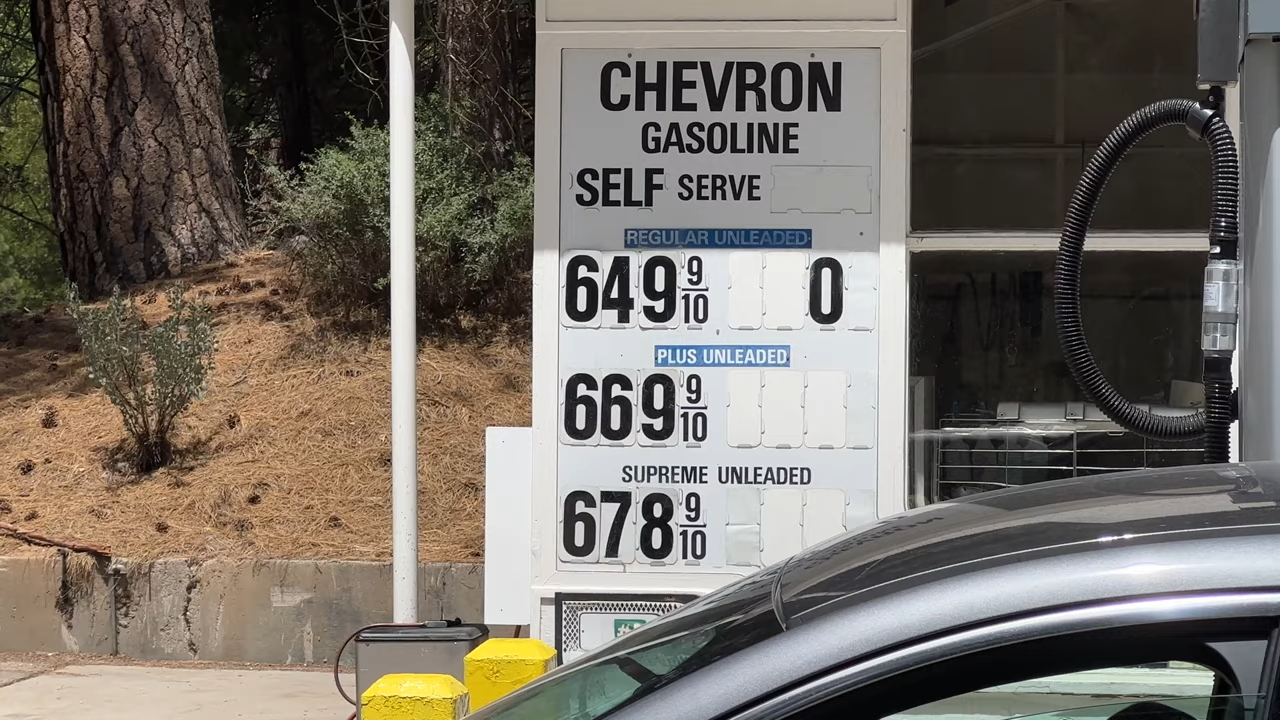 CHEVRON
GASOLINE
SELF SERVE
REGULAR UNLEADED
649 9/10 0
PLUS UNLEADED
669 9/10
SUPREME UNLEADED
678 9/10